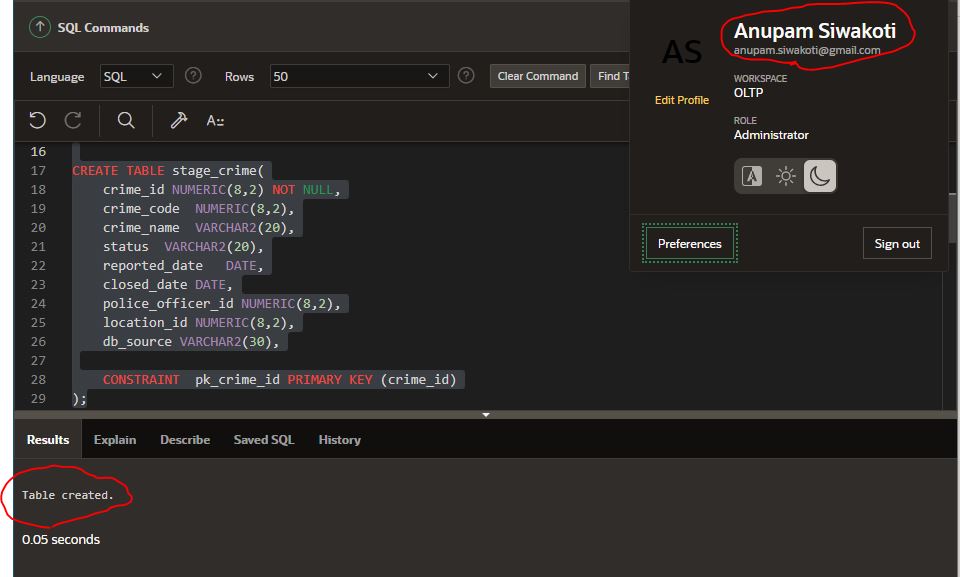 SQL Commands
Language SQL Rows 50 Clear Command Find T
A::
16
17 CREATE TABLE stage_crime(
18 crime_id NUMERIC(8,2) NOT NULL,
19 crime_code NUMERIC(8,2),
20 crime_name VARCHAR2(20),
21 status VARCHAR2(20),
22 reported_date DATE,
23 closed_date DATE,
24 police_officer_id NUMERIC(8,2),
25 location_id NUMERIC(8,2),
26 db_source VARCHAR2(30),
27
28 CONSTRAINT pk_crime_id PRIMARY KEY (crime_id)
29 );
AS
Anupam Siwakoti
anupam.siwakoti@gmail.com
Edit Profile
WORKSPACE
OLTP
ROLE
Administrator
Preferences Sign out
Results Explain Describe Saved SQL History
Table created.
0.05 seconds